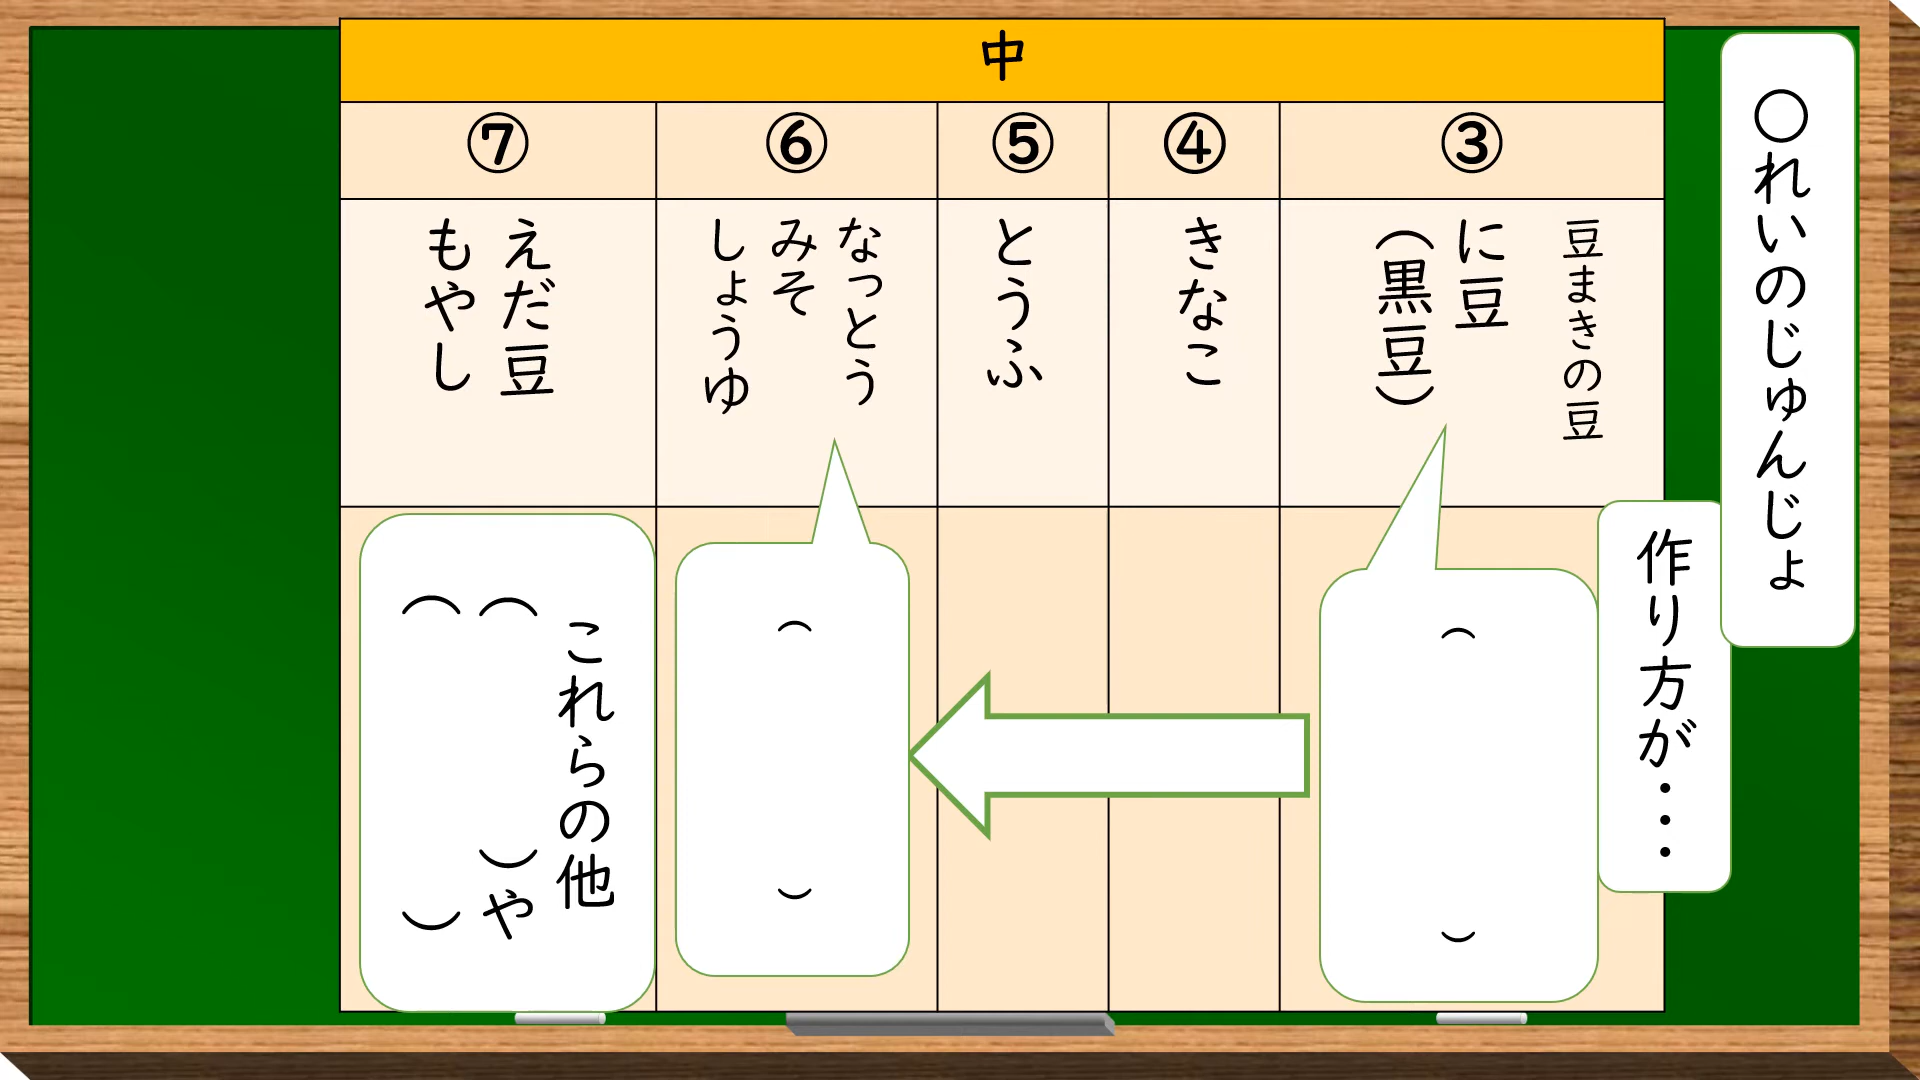 ○れいのじゅんじょ
作り方が・・・
中
③
豆まきの豆
に豆
(黒豆)
( )
④
きなこ
⑤
とうふ
⑥
なっとう
みそ
しょうゆ
( )
⑦
えだ豆
もやし
これらの他
( )や
( )